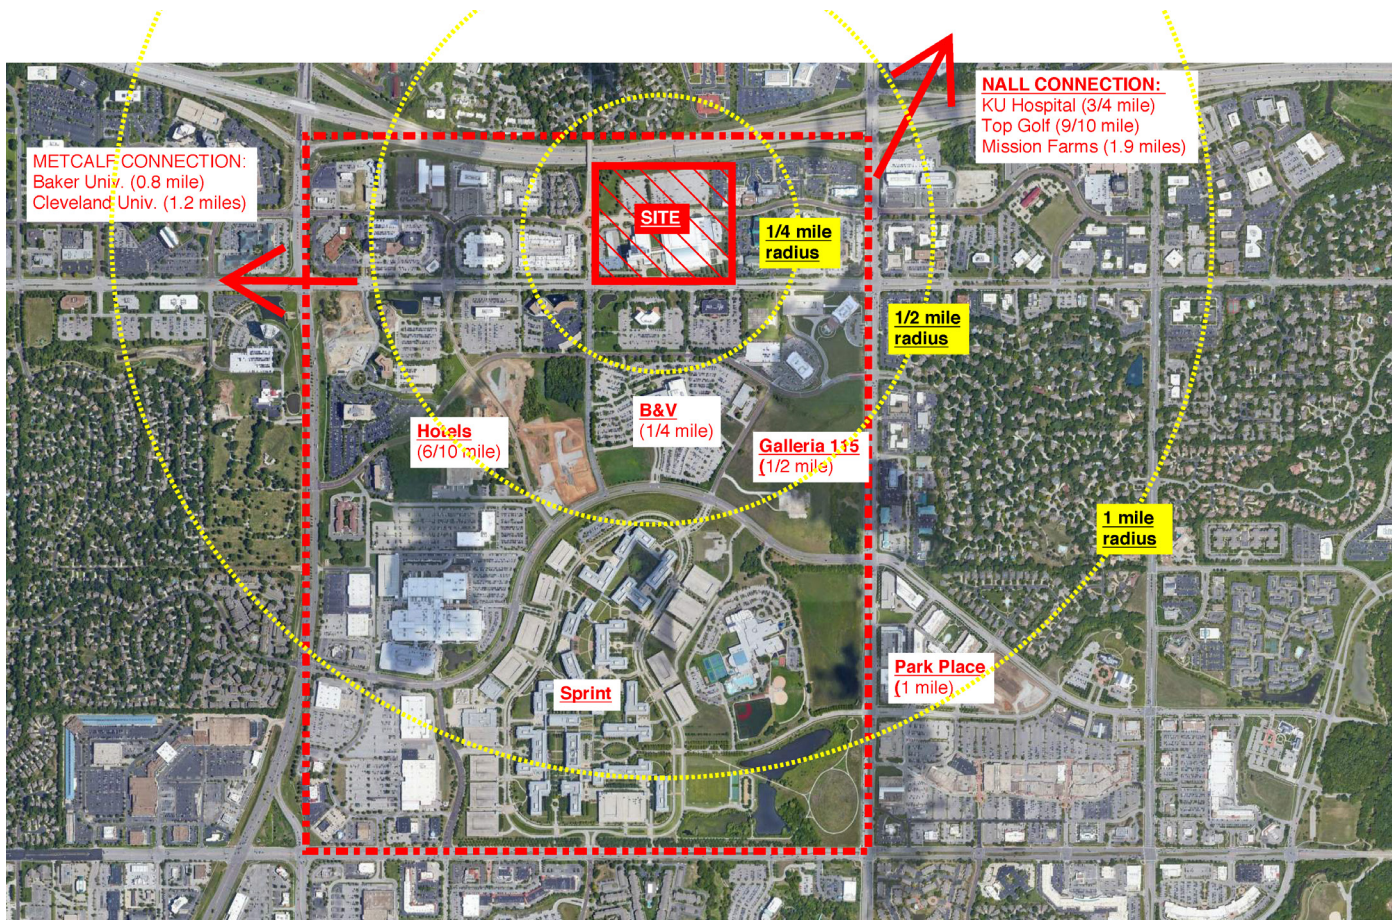 NALL CONNECTION:
KU Hospital (3/4 mile)
Top Golf (9/10 mile)
Mission Farms (1.9 miles)
METCALF CONNECTION:
Baker Univ. (0.8 mile)
Cleveland Univ. (1.2 miles)
SITE
1/4 mile
radius
1/2 mile
radius
B&V
(1/4 mile)
Hotels
(6/10 mile)
Galleria 115
(1/2 mile)
1 mile
radius
Park Place
(1 mile)
Sprint